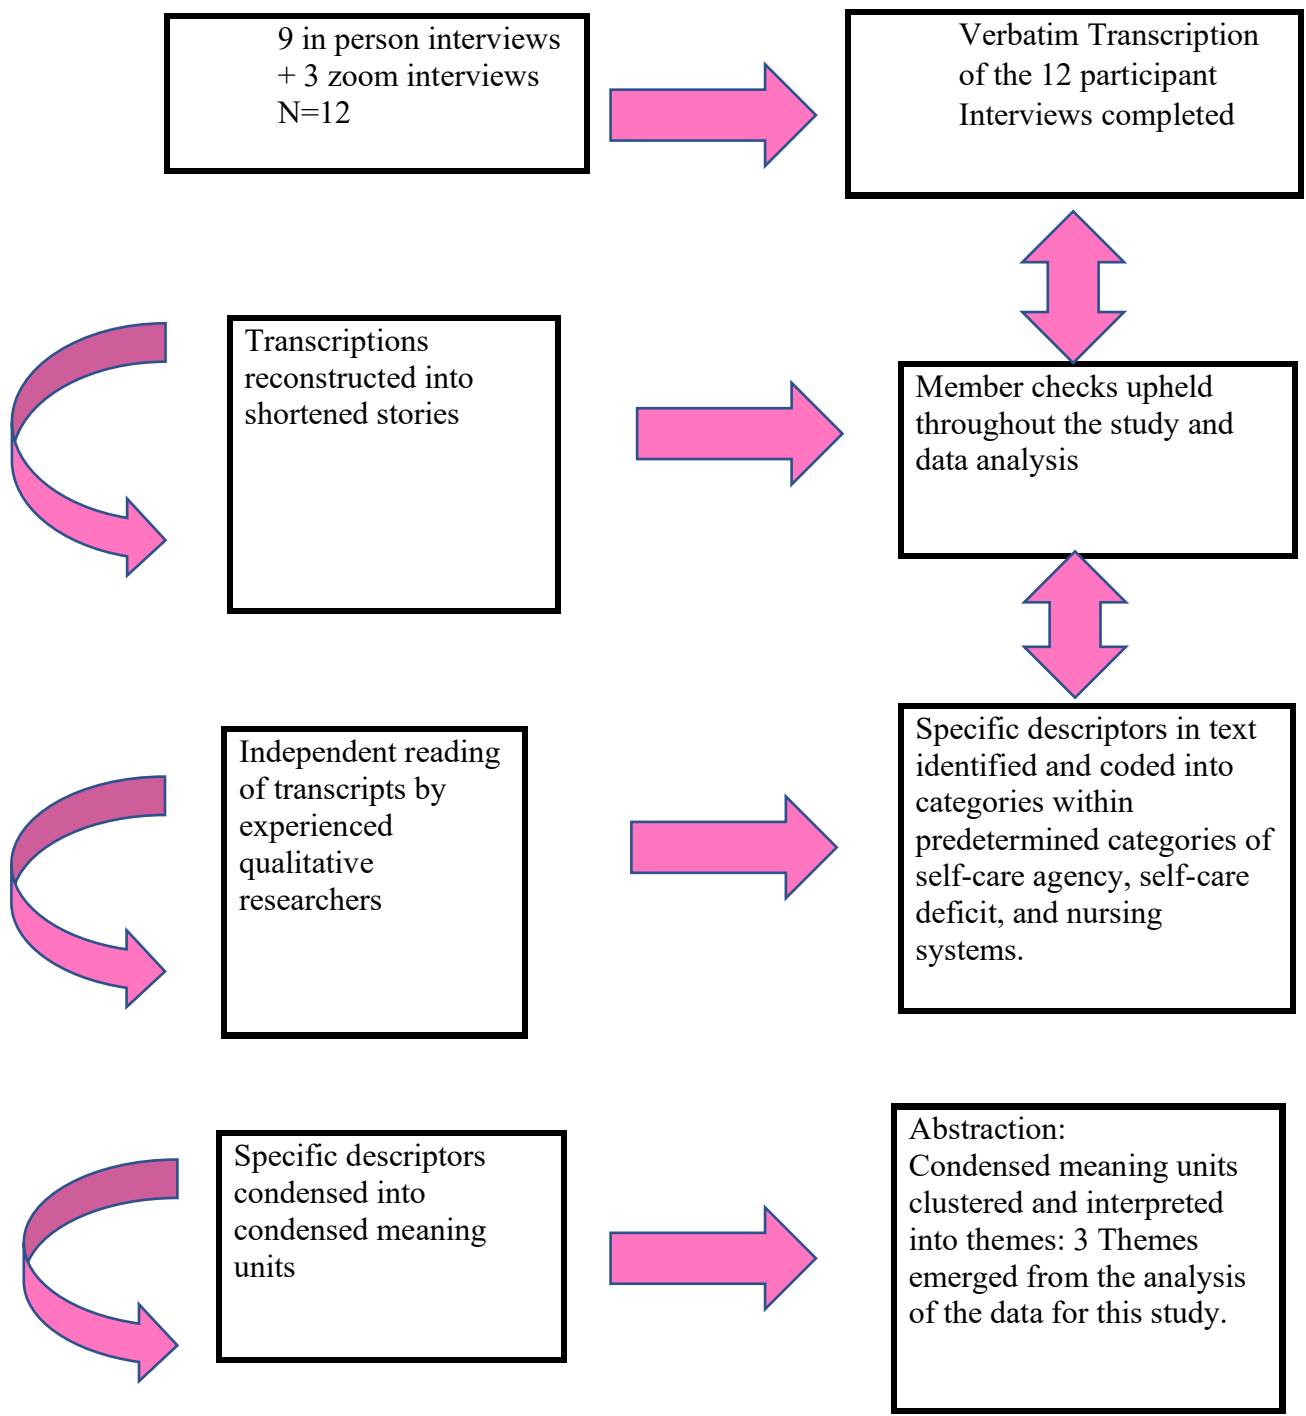 9 in person interviews
+ 3 zoom interviews
N=12
Verbatim Transcription
of the 12 participant
Interviews completed
Transcriptions
reconstructed into
shortened stories
Member checks upheld
throughout the study and
data analysis
Independent reading
of transcripts by
experienced
qualitative
researchers
Specific descriptors in text
identified and coded into
categories within
predetermined categories of
self-care agency, self-care
deficit, and nursing
systems.
Specific descriptors
condensed into
condensed meaning
units
Abstraction:
Condensed meaning units
clustered and interpreted
into themes: 3 Themes
emerged from the analysis
of the data for this study.